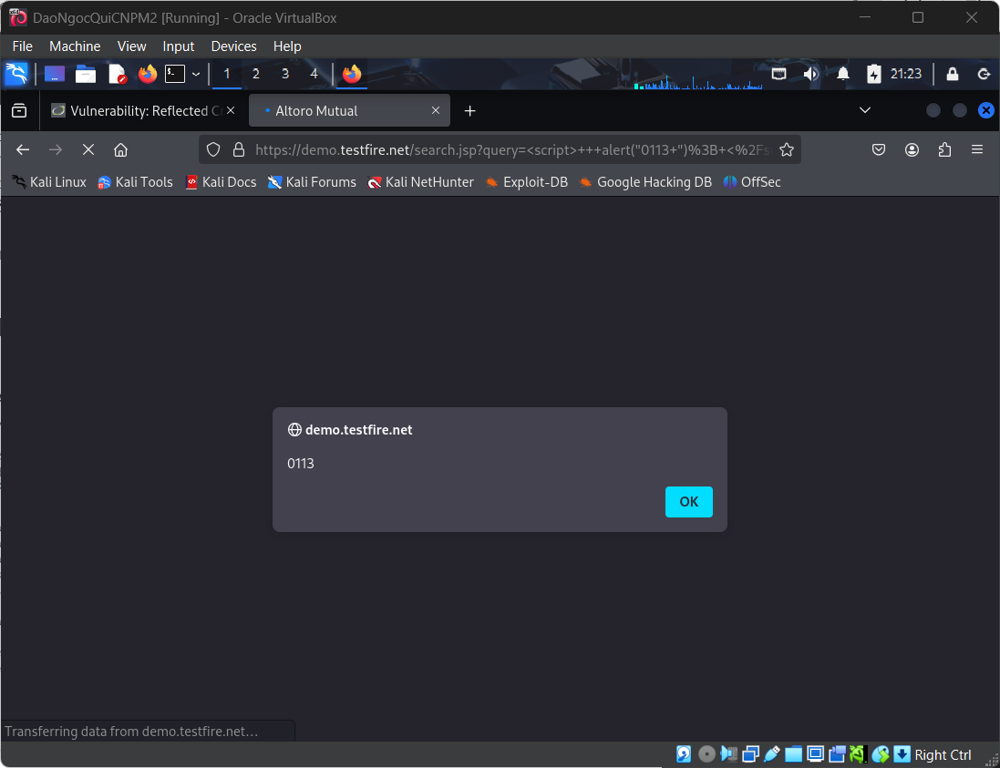 DaoNgocQuiCNPM2 [Running] - Oracle VirtualBox
File Machine View Input Devices Help
1 2 3 4 21:23
Vulnerability: Reflected Cr Altoro Mutual
https://demo.testfire.net/search.jsp?query=<script>+++alert("0113+")%3B+<%2Fs
Kali Linux Kali Tools Kali Docs Kali Forums Kali NetHunter Exploit-DB Google Hacking DB OffSec
demo.testfire.net
0113
OK
Transferring data from demo.testfire.net…
Right Ctrl